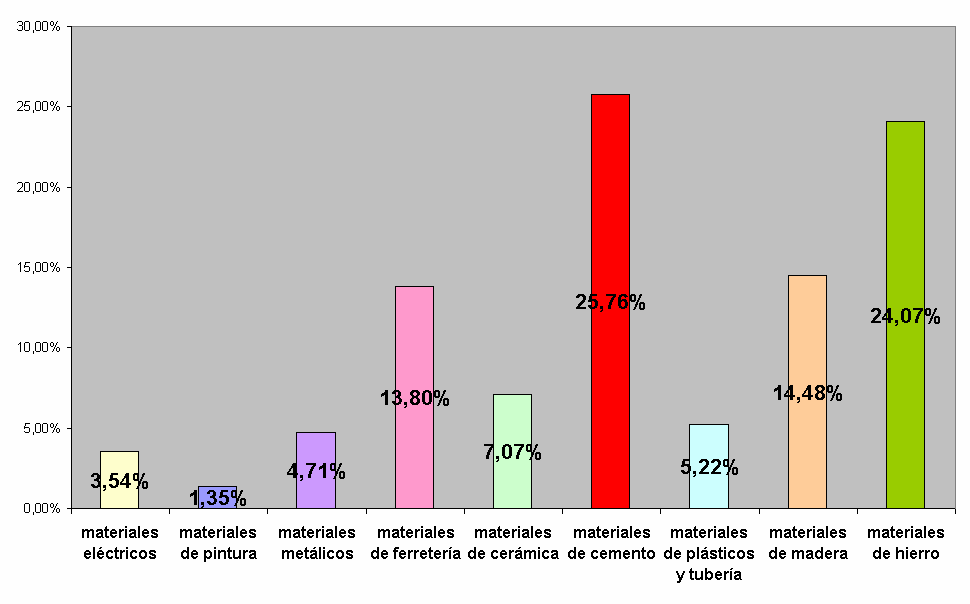 30,00%
25,00%
20,00%
15,00%
10,00%
5,00%
0,00%
3,54%
1,35%
4,71%
13,80%
7,07%
25,76%
5,22%
14,48%
24,07%
materiales
eléctricos
materiales
de pintura
materiales
metálicos
materiales
de ferretería
materiales
de cerámica
materiales
de cemento
materiales
de plásticos
y tubería
materiales
de madera
materiales
de hierro